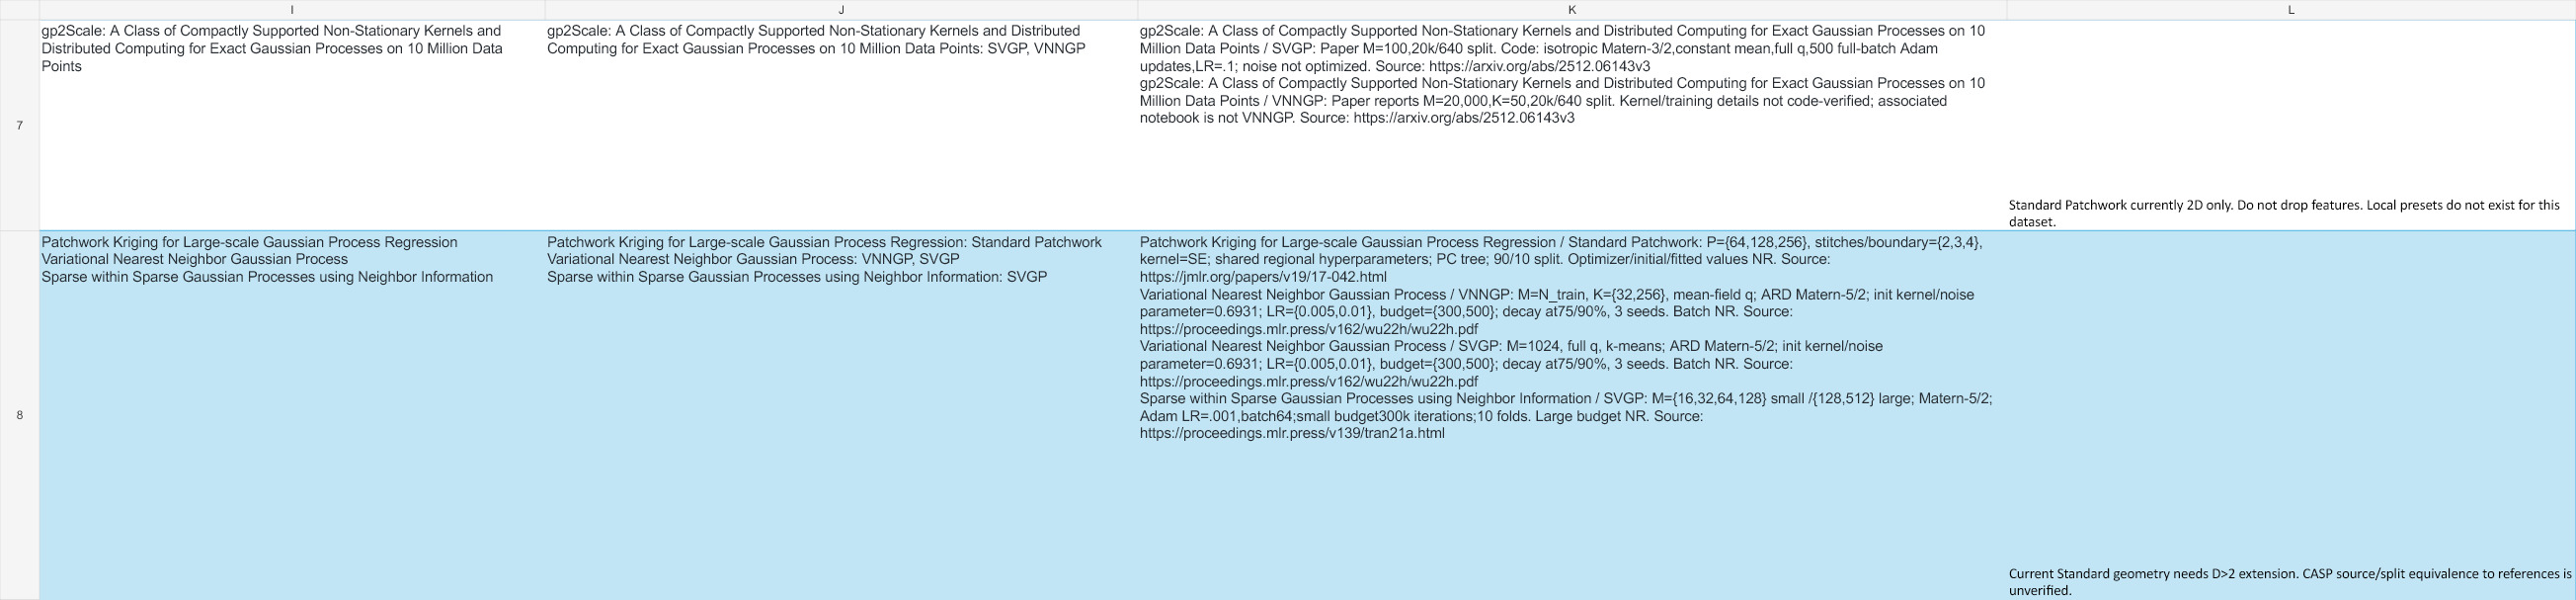 I J K L
7
gp2Scale: A Class of Compactly Supported Non-Stationary Kernels and
Distributed Computing for Exact Gaussian Processes on 10 Million Data
Points
gp2Scale: A Class of Compactly Supported Non-Stationary Kernels and Distributed
Computing for Exact Gaussian Processes on 10 Million Data Points: SVGP, VNNGP
gp2Scale: A Class of Compactly Supported Non-Stationary Kernels and Distributed Computing for Exact Gaussian Processes on 10
Million Data Points / SVGP: Paper M=100,20k/640 split. Code: isotropic Matern-3/2,constant mean,full q,500 full-batch Adam
updates,LR=.1; noise not optimized. Source: https://arxiv.org/abs/2512.06143v3
gp2Scale: A Class of Compactly Supported Non-Stationary Kernels and Distributed Computing for Exact Gaussian Processes on 10
Million Data Points / VNNGP: Paper reports M=20,000,K=50,20k/640 split. Kernel/training details not code-verified; associated
notebook is not VNNGP. Source: https://arxiv.org/abs/2512.06143v3
Standard Patchwork currently 2D only. Do not drop features. Local presets do not exist for this
dataset.
8
Patchwork Kriging for Large-scale Gaussian Process Regression
Variational Nearest Neighbor Gaussian Process
Sparse within Sparse Gaussian Processes using Neighbor Information
Patchwork Kriging for Large-scale Gaussian Process Regression: Standard Patchwork
Variational Nearest Neighbor Gaussian Process: VNNGP, SVGP
Sparse within Sparse Gaussian Processes using Neighbor Information: SVGP
Patchwork Kriging for Large-scale Gaussian Process Regression / Standard Patchwork: P={64,128,256}, stitches/boundary={2,3,4},
kernel=SE; shared regional hyperparameters; PC tree; 90/10 split. Optimizer/initial/fitted values NR. Source:
https://jmlr.org/papers/v19/17-042.html
Variational Nearest Neighbor Gaussian Process / VNNGP: M=N_train, K={32,256}, mean-field q; ARD Matern-5/2; init kernel/noise
parameter=0.6931; LR={0.005,0.01}, budget={300,500}; decay at75/90%, 3 seeds. Batch NR. Source:
https://proceedings.mlr.press/v162/wu22h/wu22h.pdf
Variational Nearest Neighbor Gaussian Process / SVGP: M=1024, full q, k-means; ARD Matern-5/2; init kernel/noise
parameter=0.6931; LR={0.005,0.01}, budget={300,500}; decay at75/90%, 3 seeds. Batch NR. Source:
https://proceedings.mlr.press/v162/wu22h/wu22h.pdf
Sparse within Sparse Gaussian Processes using Neighbor Information / SVGP: M={16,32,64,128} small /{128,512} large; Matern-5/2;
Adam LR=.001,batch64;small budget300k iterations;10 folds. Large budget NR. Source:
https://proceedings.mlr.press/v139/tran21a.html
Current Standard geometry needs D>2 extension. CASP source/split equivalence to references is
unverified.